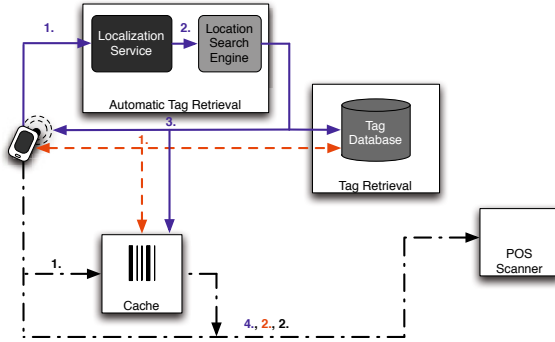 1.
Localization
Service
2.
Location
Search
Engine
Automatic Tag Retrieval
3.
1.
Tag
Database
Tag Retrieval
1.
Cache
POS
Scanner
4., 2., 2.